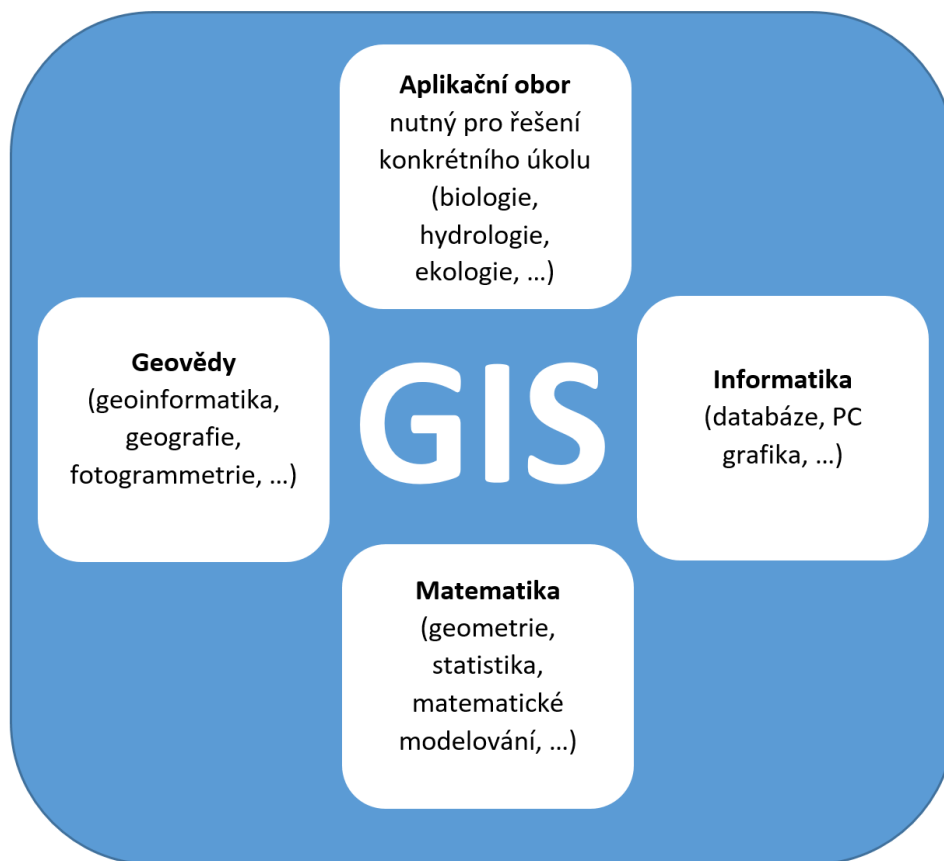 Aplikační obor
nutný pro řešení
konkrétního úkolu
(biologie,
hydrologie,
ekologie, ...)
Geovědy
(geoinformatika,
geografie,
fotogrammetrie, ...)
GIS
Informatika
(databáze, PC
grafika, ...)
Matematika
(geometrie,
statistika,
matematické
modelování, ...)